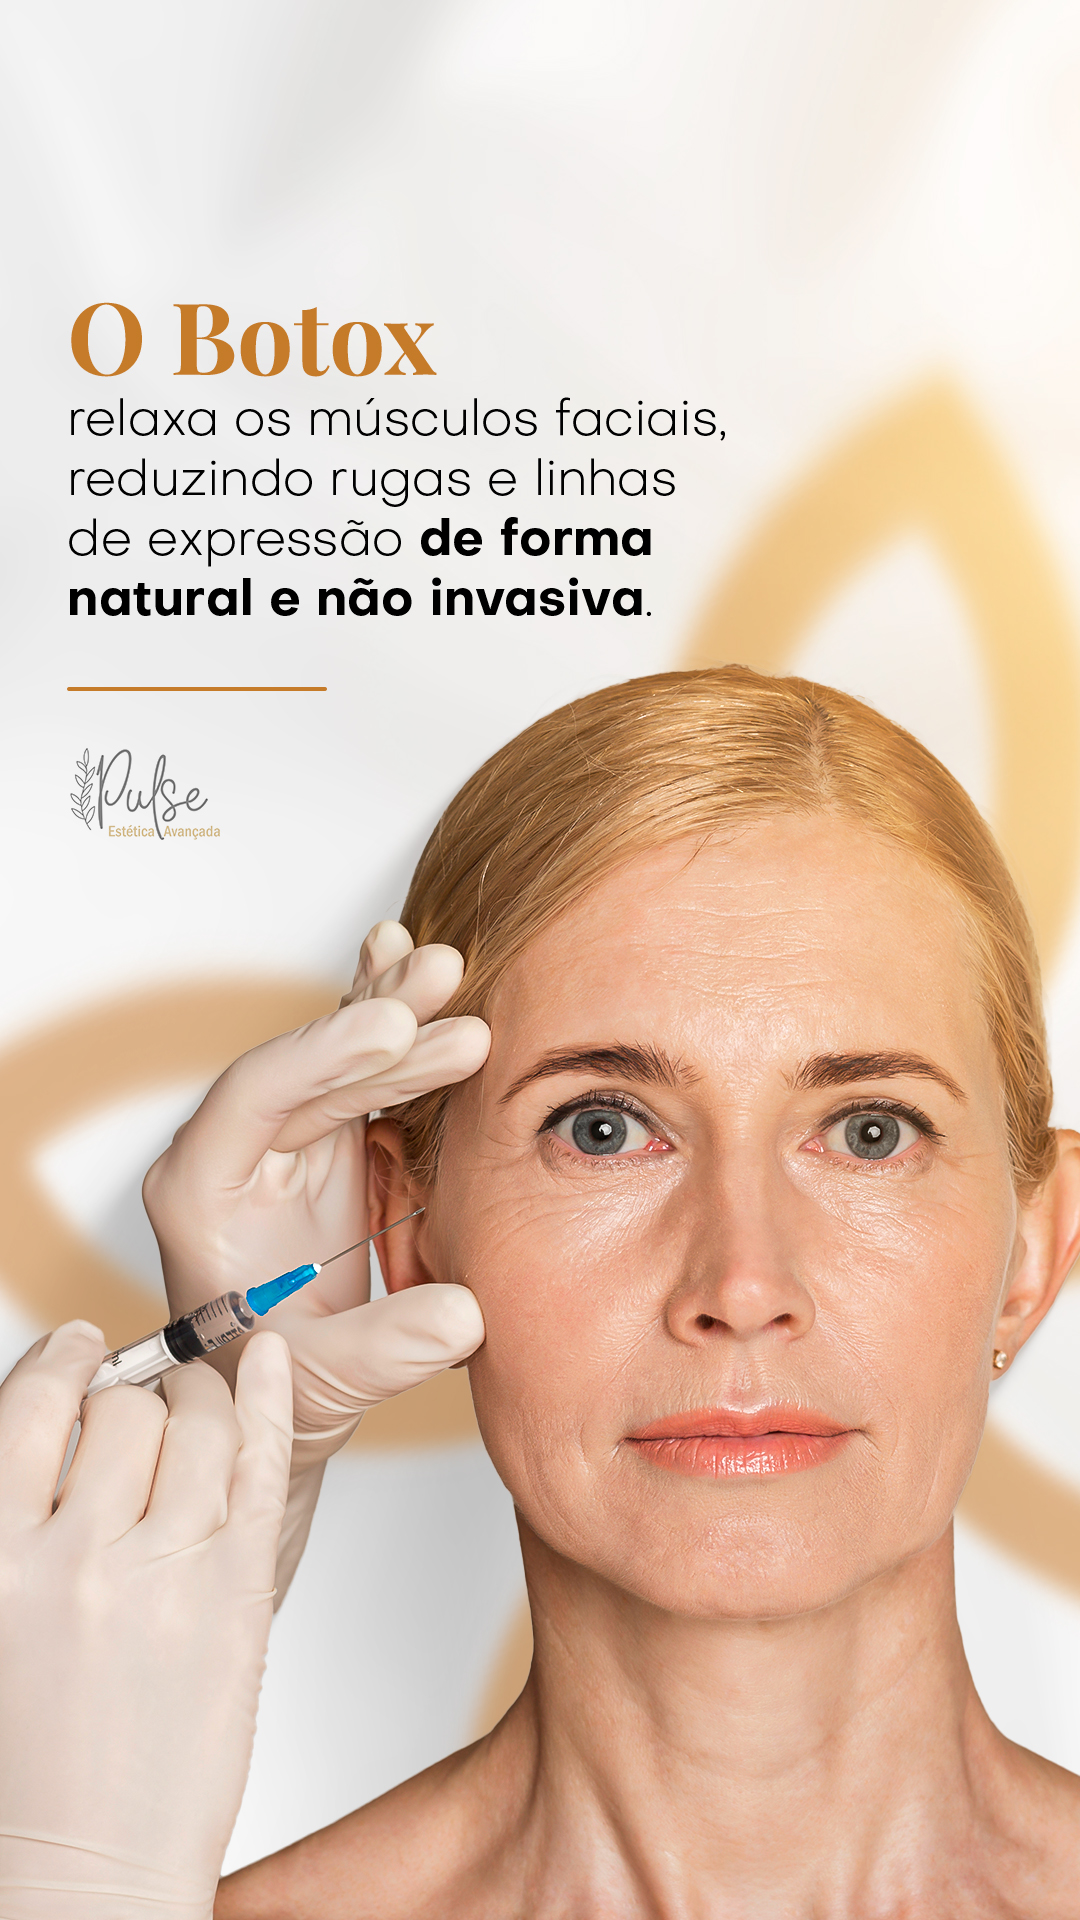 O Botox
relaxa os músculos faciais,
reduzindo rugas e linhas
de expressão de forma
natural e não invasiva.
Pulse
Estética Avançada